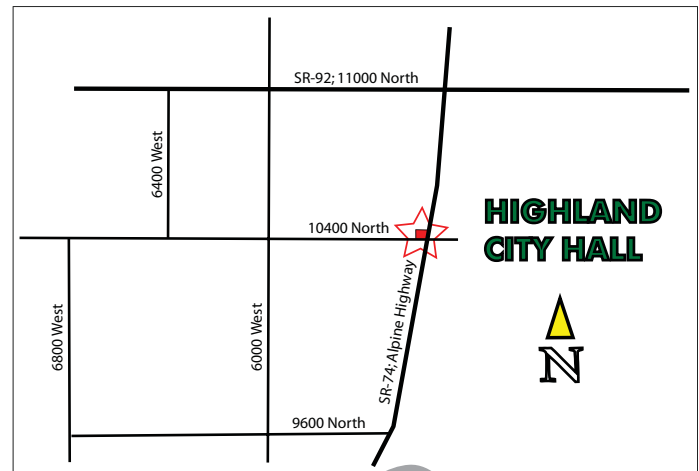 SR-92; 11000 North
6400 West
10400 North
HIGHLAND
CITY HALL
6800 West
6000 West
SR-74; Alpine Highway
N
9600 North